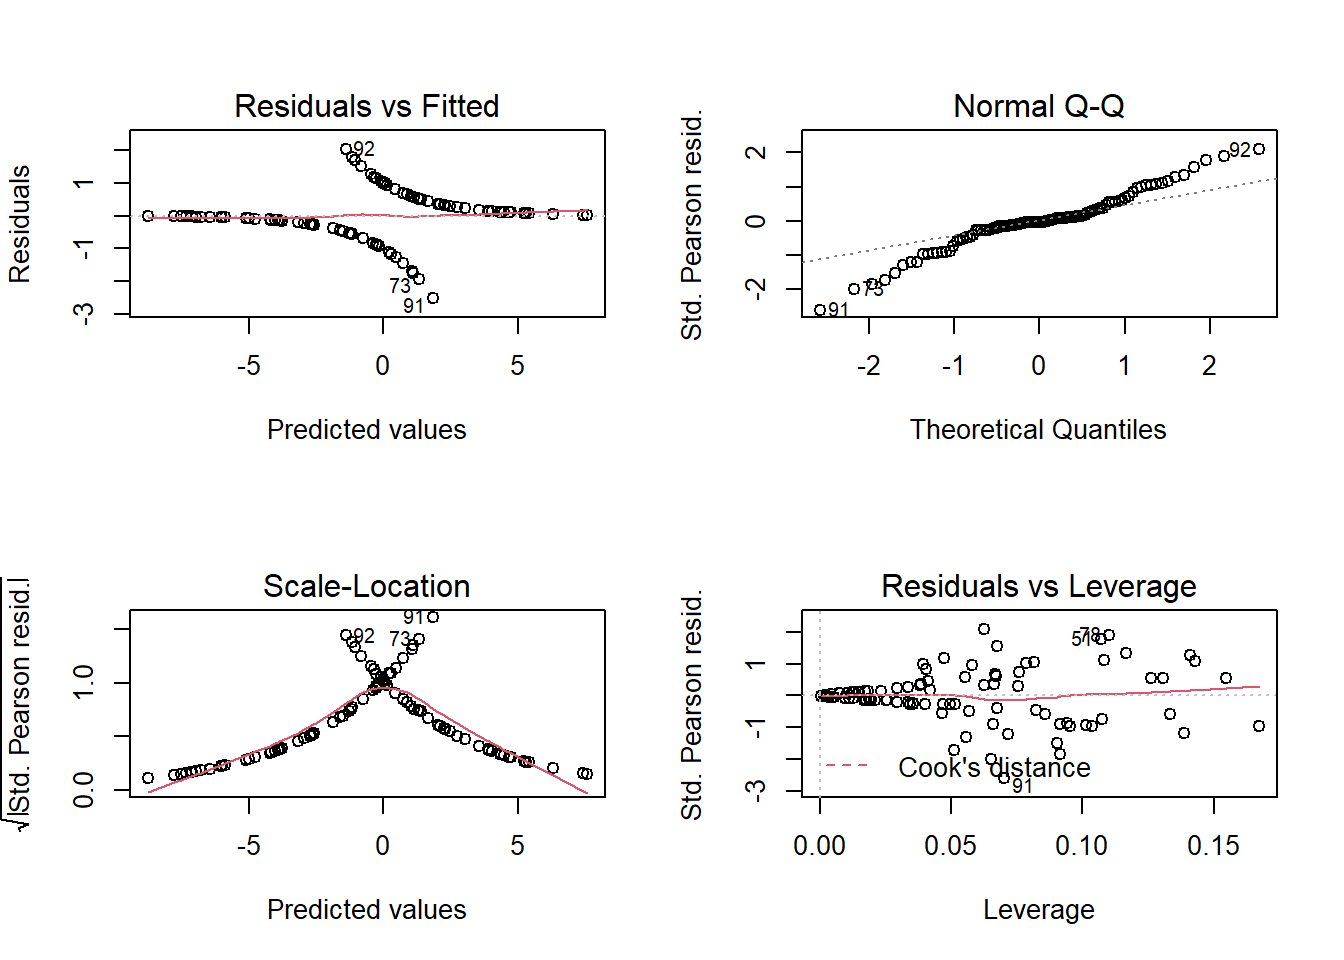 Residuals vs Fitted
Residuals
1
-1
-3
92
73
91
-5
0
5
Predicted values
Normal Q-Q
Std. Pearson resid.
2
0
-2
92
73
91
-2
-1
0
1
2
Theoretical Quantiles
Scale-Location
√|Std. Pearson resid.|
1.0
0.0
91
92
73
-5
0
5
Predicted values
Residuals vs Leverage
Std. Pearson resid.
1
-1
-3
78
51
Cook's distance
91
0.00
0.05
0.10
0.15
Leverage